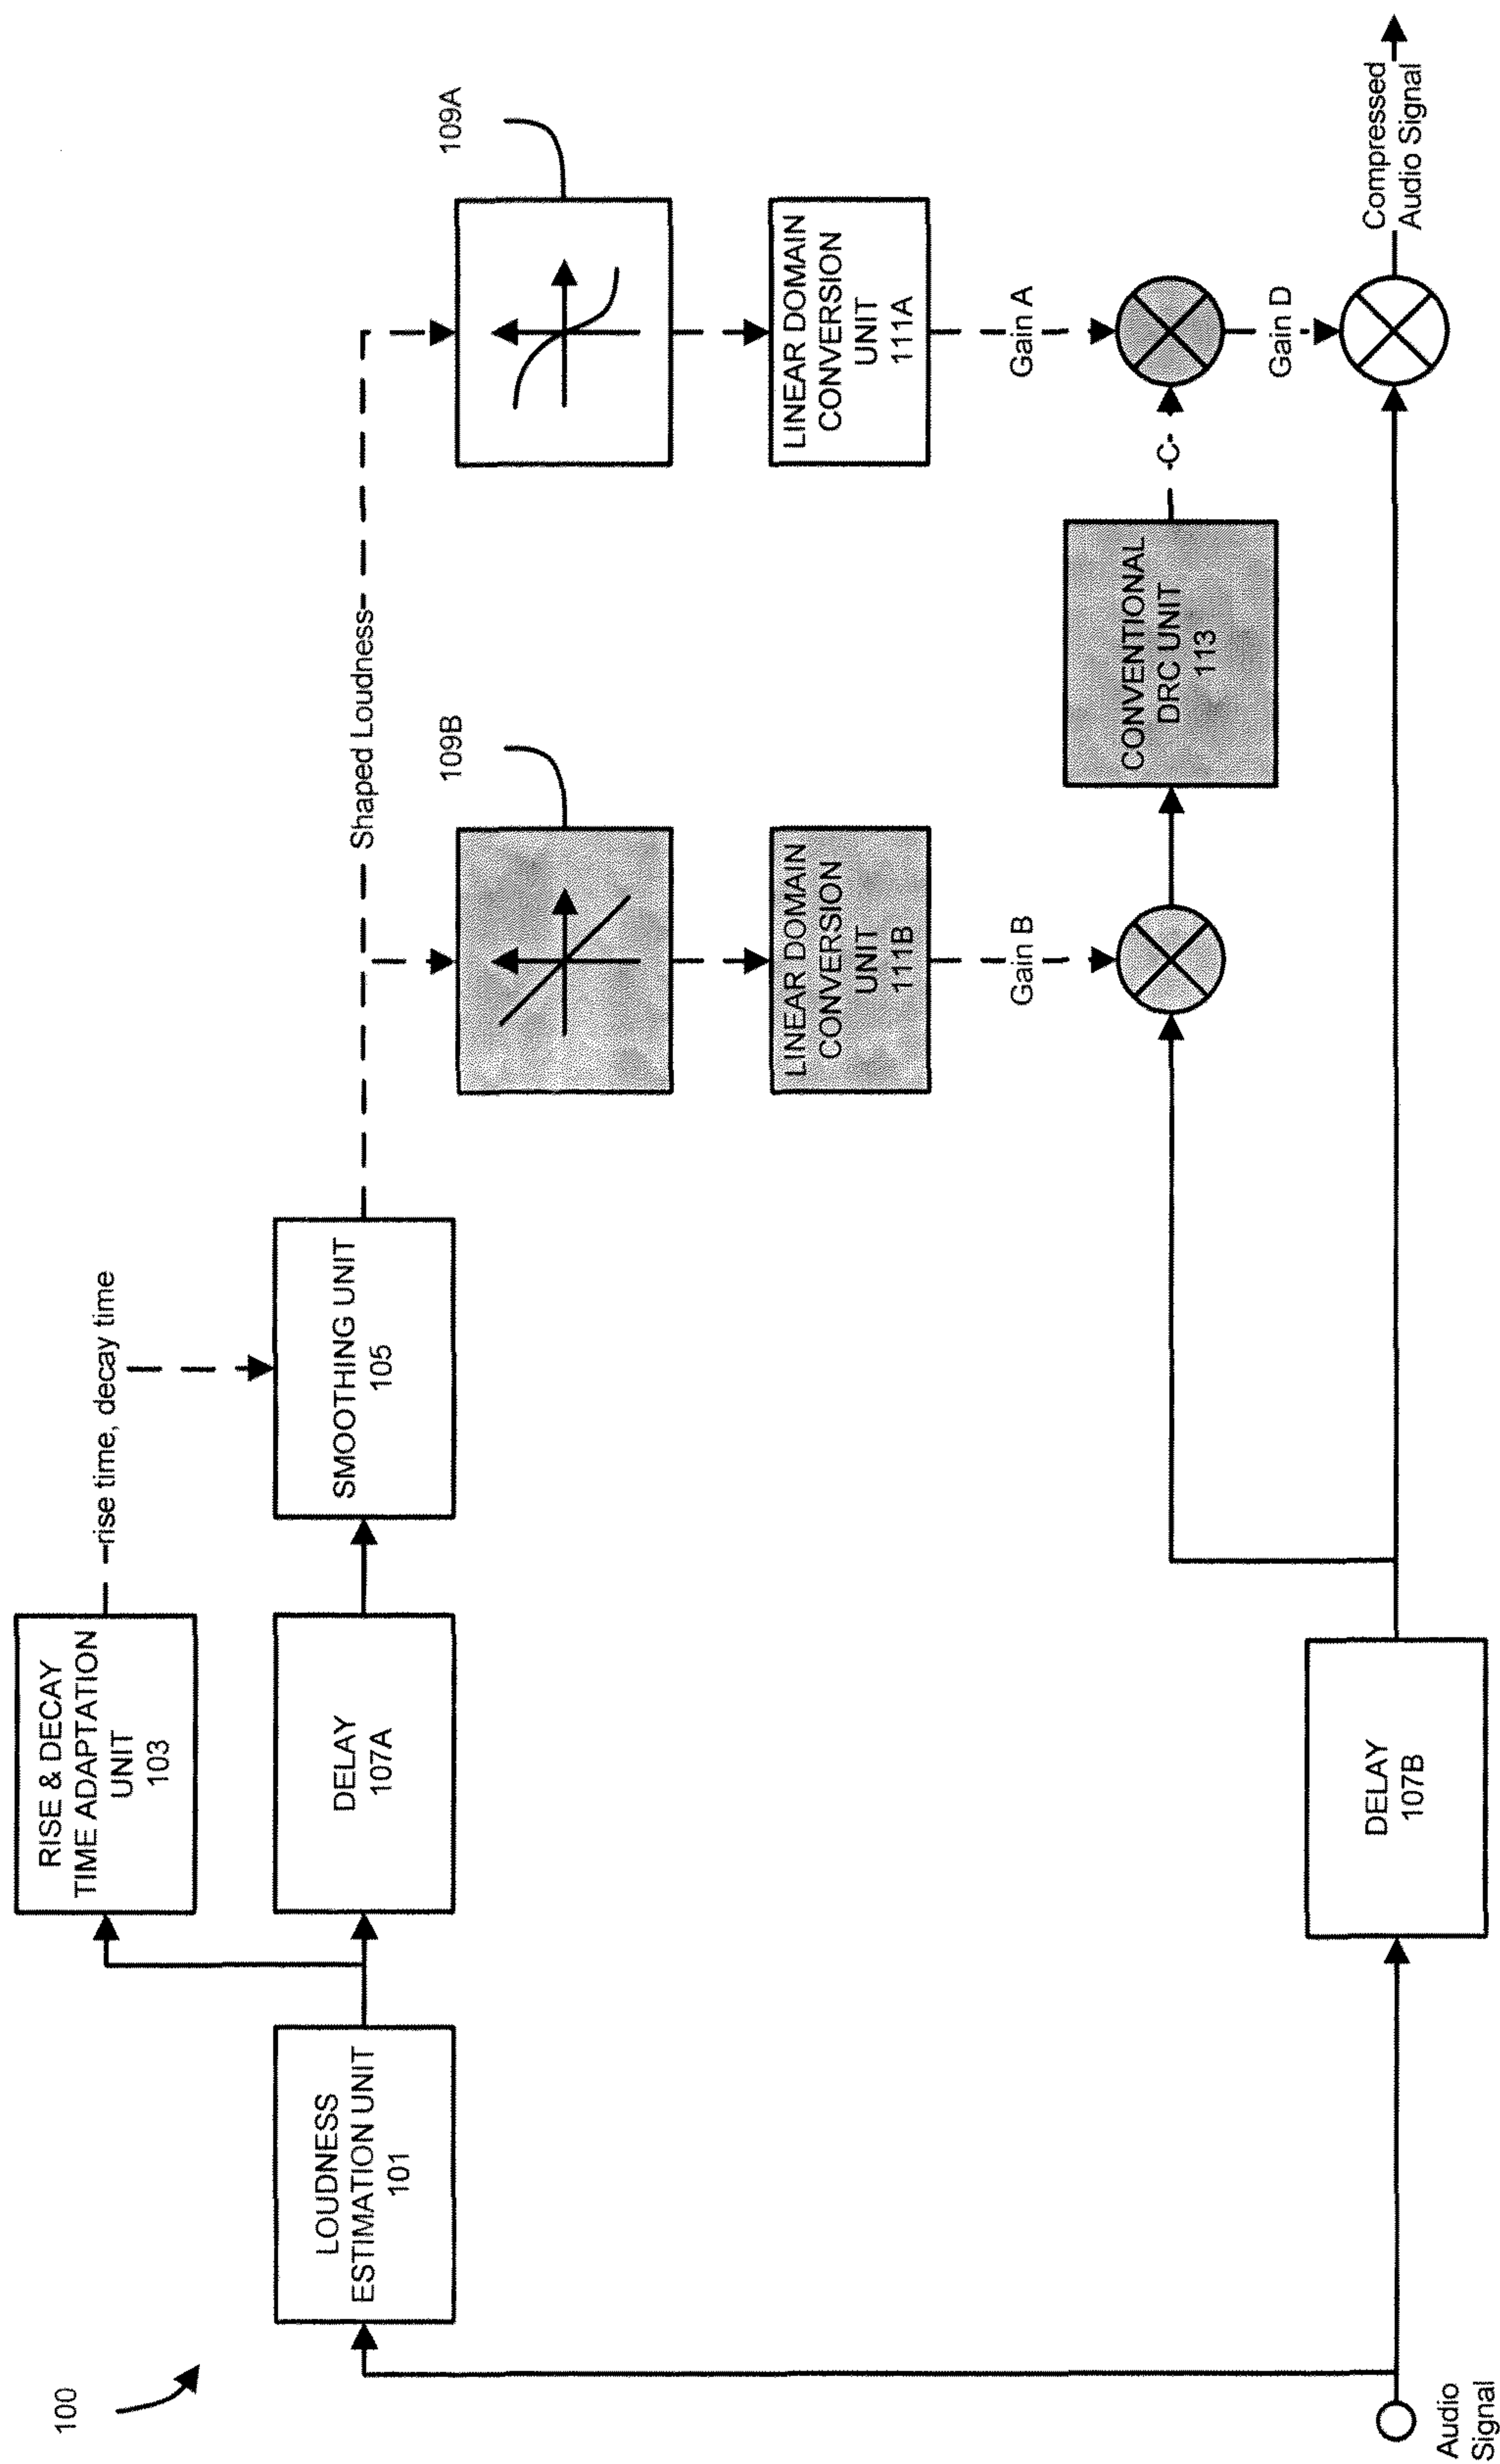 100
RISE & DECAY
TIME ADAPTATION
UNIT
103
rise time, decay time
LOUDNESS
ESTIMATION UNIT
101
DELAY
107A
SMOOTHING UNIT
105
Shaped Loudness
109B
109A
LINEAR DOMAIN
CONVERSION
UNIT
111B
LINEAR DOMAIN
CONVERSION
UNIT
111A
Gain B
Gain A
CONVENTIONAL
DRC UNIT
113
C
Gain D
DELAY
107B
Audio
Signal
Compressed
Audio Signal